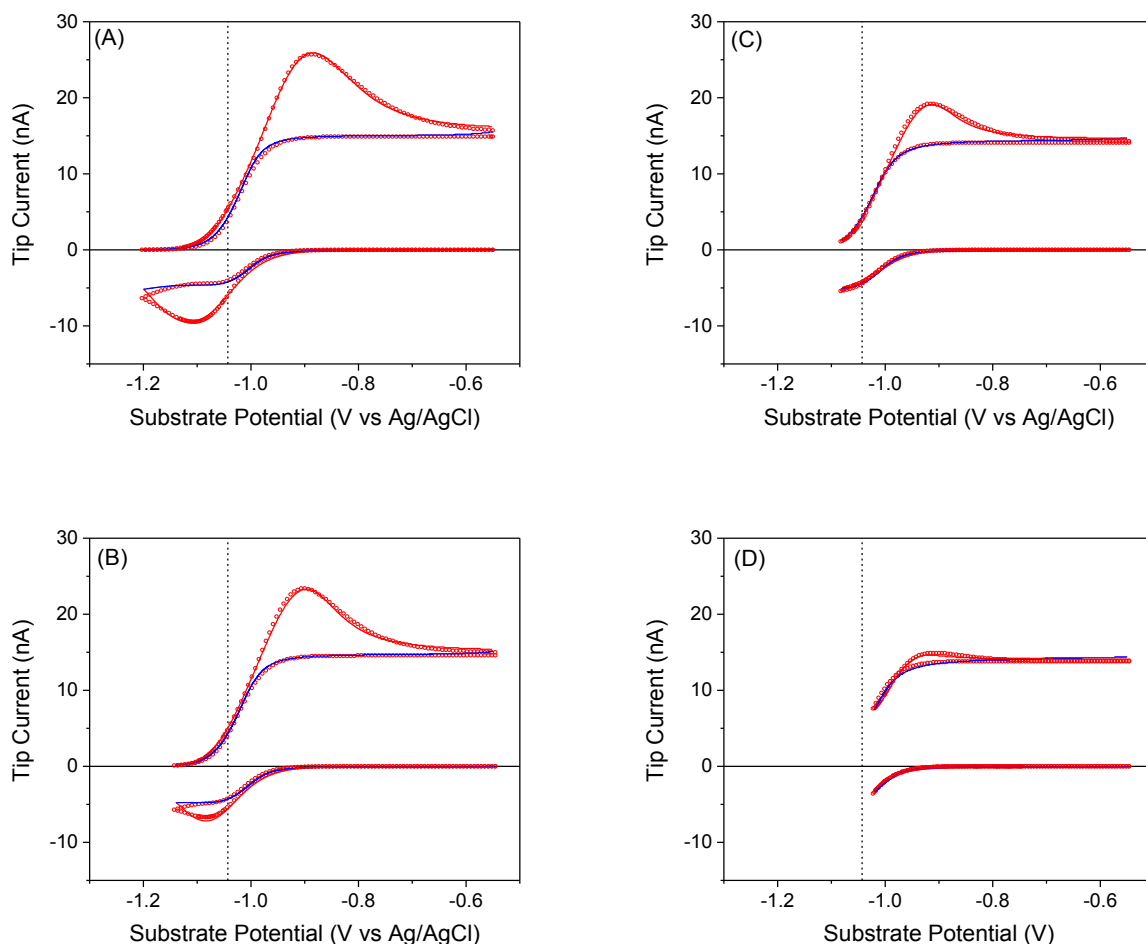 (A)
30
20
10
0
-10
Tip Current (nA)
-1.2 -1.0 -0.8 -0.6
Substrate Potential (V vs Ag/AgCl)
(C)
30
20
10
0
-10
Tip Current (nA)
-1.2 -1.0 -0.8 -0.6
Substrate Potential (V vs Ag/AgCl)
(B)
30
20
10
0
-10
Tip Current (nA)
-1.2 -1.0 -0.8 -0.6
Substrate Potential (V vs Ag/AgCl)
(D)
30
20
10
0
-10
Tip Current (nA)
-1.2 -1.0 -0.8 -0.6
Substrate Potential (V)